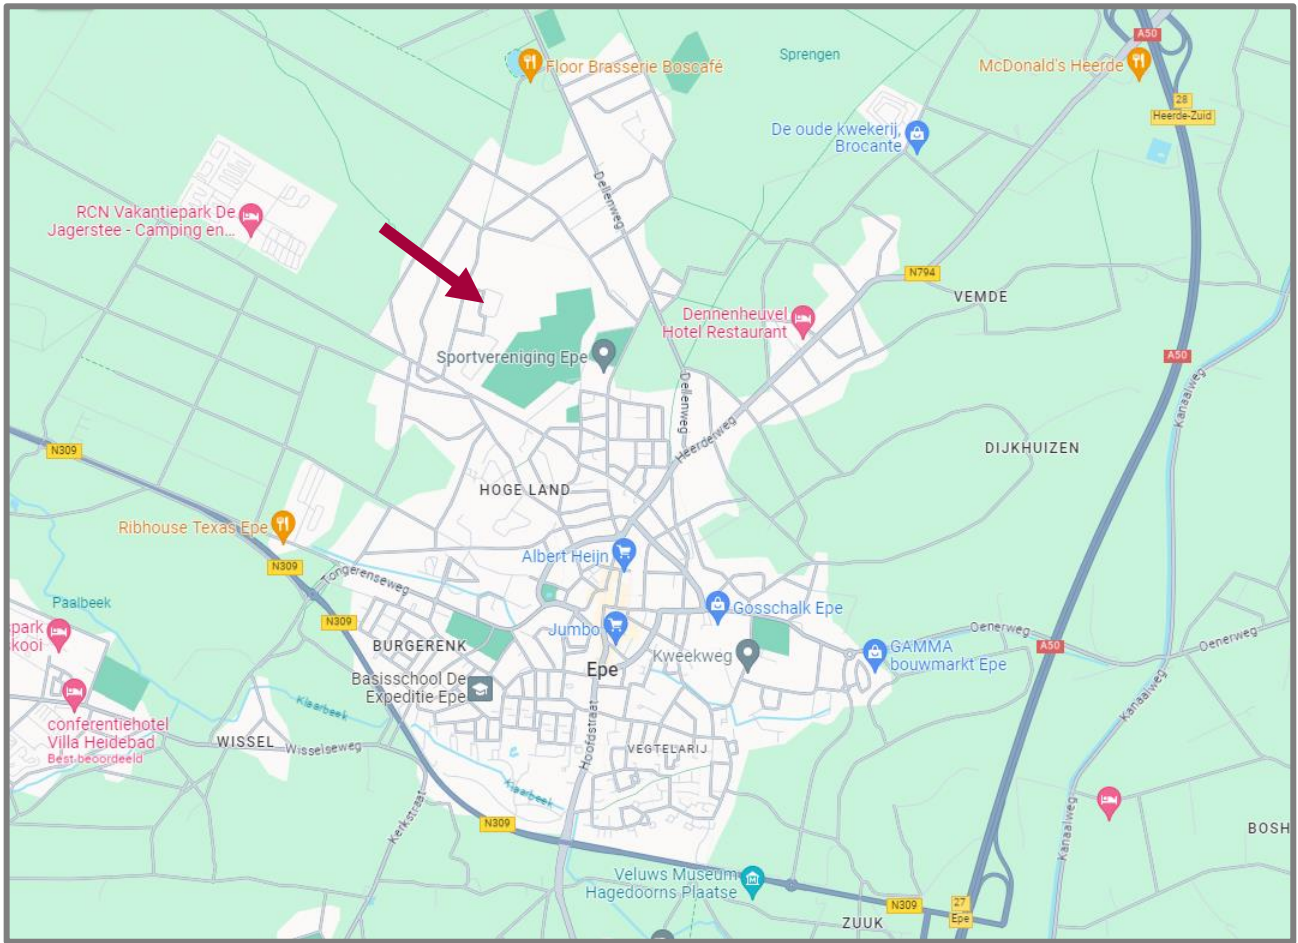 A50
Floor Brasserie Boscafé
Sprengen
McDonald's Heerde
28
Heerde-Zuid
De oude kwekerij,
Brocante
Dellenweg
RCN Vakantiepark De
Jagerstee - Camping en...
N794
VEMDE
Dennenheuvel
Hotel Restaurant
Sportvereniging Epe
A50
Kanaalweg
Dellenweg
Heerderweg
N309
DIJKHUIZEN
HOGE LAND
Ribhouse Texas Epe
Albert Heijn
N309
Tongerenseweg
Paalbeek
Gosschalk Epe
N309
spark
skooi
Jumbo
Oenerweg
Oenerweg
BURGERENK
A50
GAMMA
bouwmarkt Epe
Kweekweg
Epe
Basisschool De
Expeditie Epe
Kanaalweg
Klaarbeek
conferentiehotel
Villa Heidebad
Best beoordeeld
WISSEL
Wisselseweg
Hoofdstraat
VEGTELARIJ
Klaarbeek
Kerkstraat
N309
Kanaalweg
BOSH
Veluws Museum
Hagedoorns Plaatse
N309
27
Epe
ZUUK